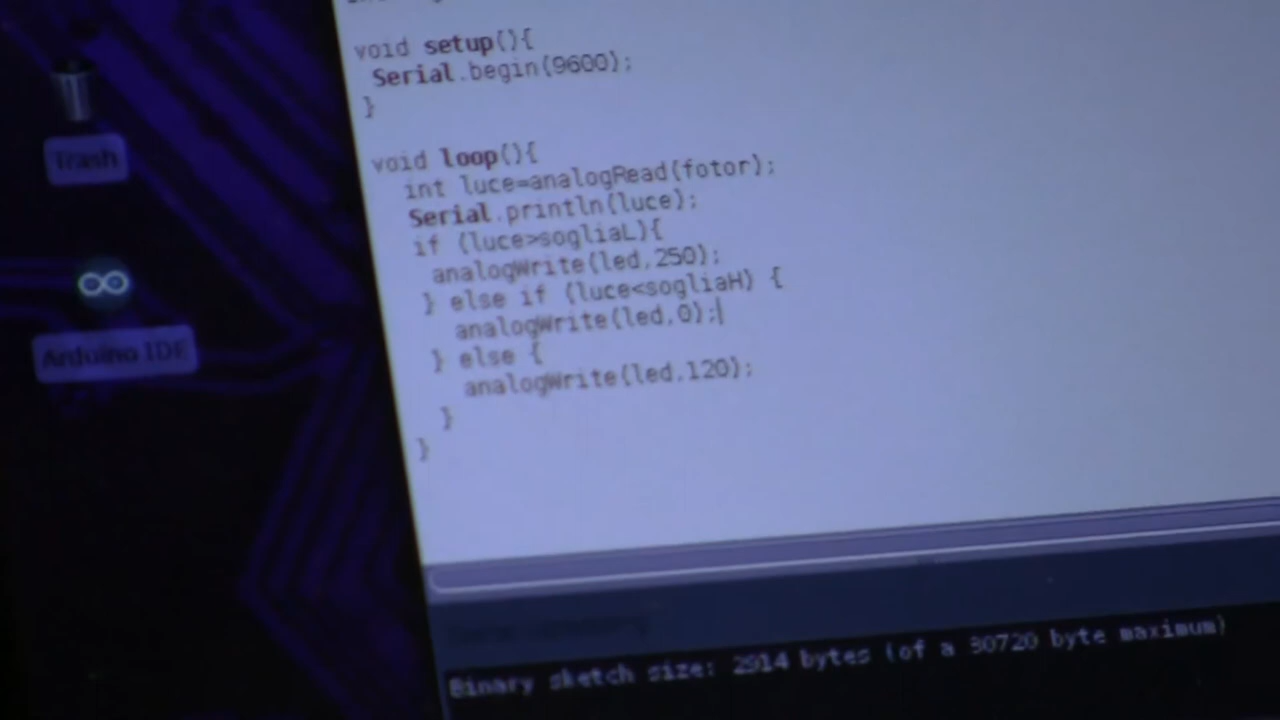 void setup(){
Serial.begin(9600);
}
void loop(){
int luce=analogRead(fotor);
Serial.println(luce);
if (luce>sogliaL){
analogWrite(led,250);
} else if (luce<sogliaH) {
analogWrite(led,0);
} else {
analogWrite(led,120);
}
}
Trash
Arduino IDE
Binary sketch size: 2914 bytes (of a 30720 byte maximum)